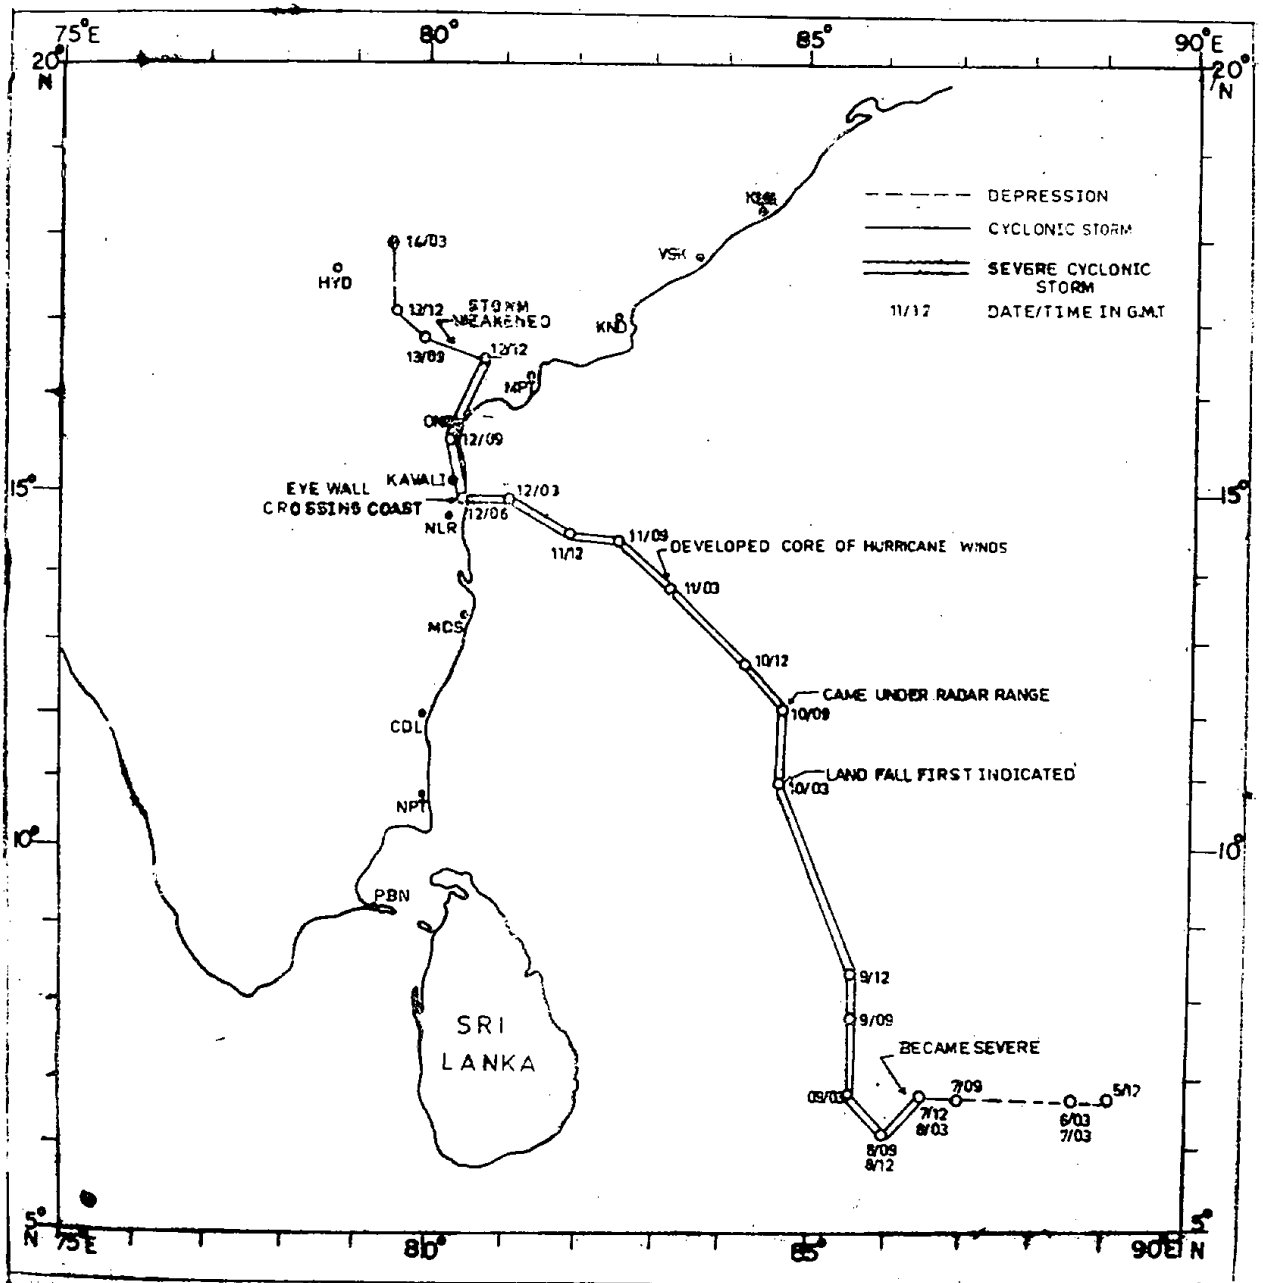 75°E
80°
85°
90°E
20°
N
20°
N
KLG
DEPRESSION
CYCLONIC STORM
VSK
SEVERE CYCLONIC
STORM
14/03
HYD
11/12
DATE/TIME IN G.M.T
13/12
STORM
WEAKENED
KND
13/03
12/12
MPT
ONG
12/09
KAVALI
15°
EYE WALL
CROSSING COAST
12/03
15°
12/06
NLR
11/12
11/09
DEVELOPED CORE OF HURRICANE WINDS
11/03
MDS
10/12
CAME UNDER RADAR RANGE
10/09
CDL
LAND FALL FIRST INDICATED
10/03
NPT
10°
10°
PBN
9/12
9/09
SRI
LANKA
BECAME SEVERE
09/03
7/09
5/12
7/12
8/03
6/03
7/03
8/09
8/12
5°
N
75°E
80°
85°
90°E
N
5°